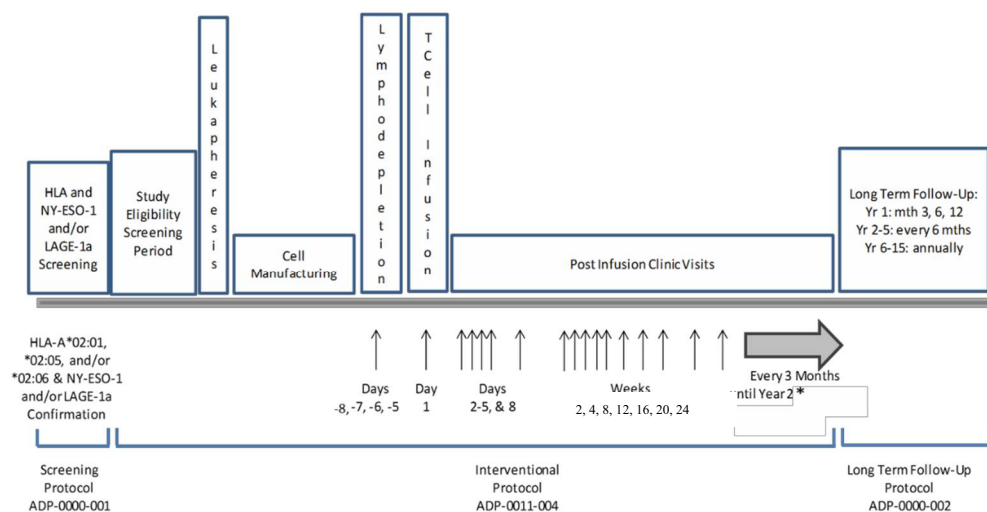 HLA and
NY-ESO-1
and/or
LAGE-1a
Screening
Study
Eligibility
Screening
Period
Leukapheresis
Cell
Manufacturing
Lymphodepletion
TCell Infusion
Post Infusion Clinic Visits
Long Term Follow-Up:
Yr 1: mth 3, 6, 12
Yr 2-5: every 6 mths
Yr 6-15: annually
HLA-A*02:01,
*02:05, and/or
*02:06 & NY-ESO-1
and/or LAGE-1a
Confirmation
Days
-8, -7, -6, -5
Day
1
Days
2-5, & 8
Weeks
2, 4, 8, 12, 16, 20, 24
Every 3 Months
ntil Year 2 *
Screening
Protocol
ADP-0000-001
Interventional
Protocol
ADP-0011-004
Long Term Follow-Up
Protocol
ADP-0000-002